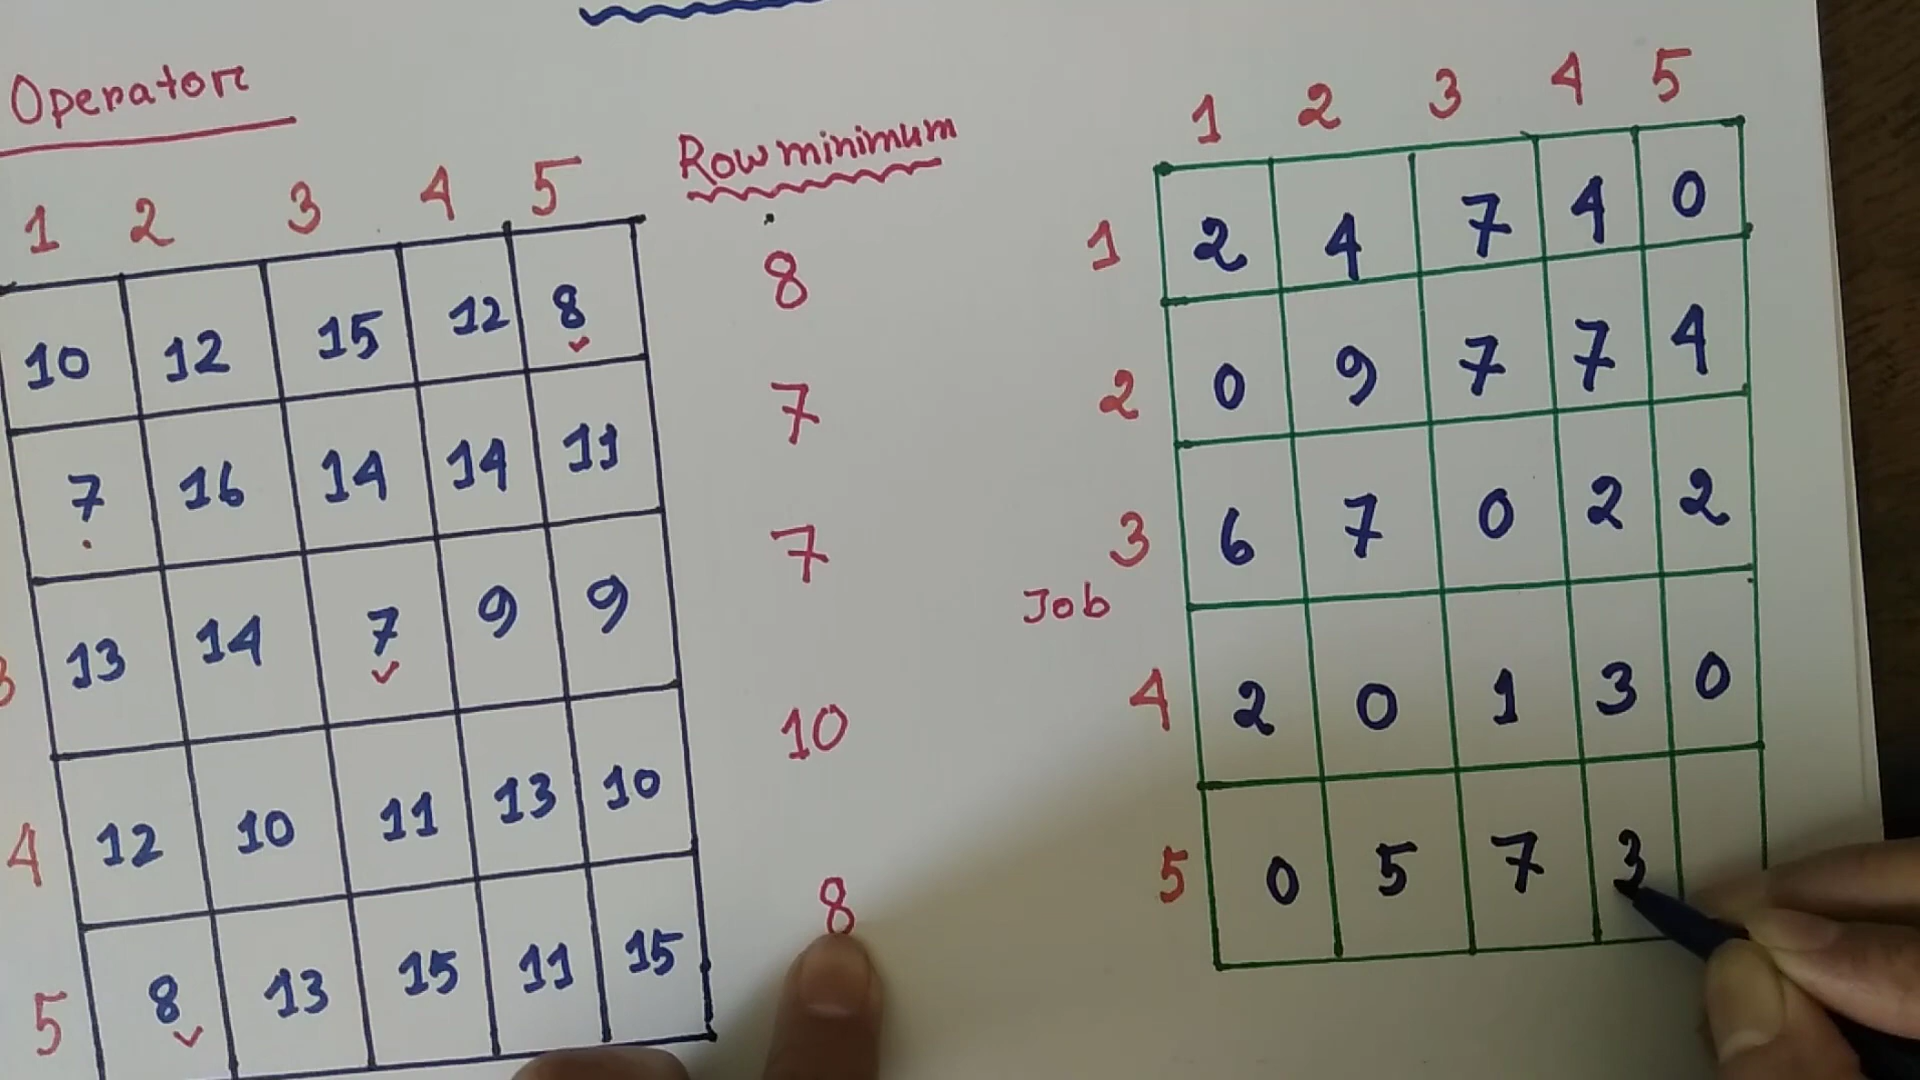 Operator
Row minimum
1 2 3 4 5
10 12 15 12 8
7 16 14 14 11
3 13 14 7 9 9
4 12 10 11 13 10
5 8 13 15 11 15
8
7
7
10
8
1 2 3 4 5
1 2 4 7 4 0
2 0 9 7 7 4
3 6 7 0 2 2
Job
4 2 0 1 3 0
5 0 5 7 3